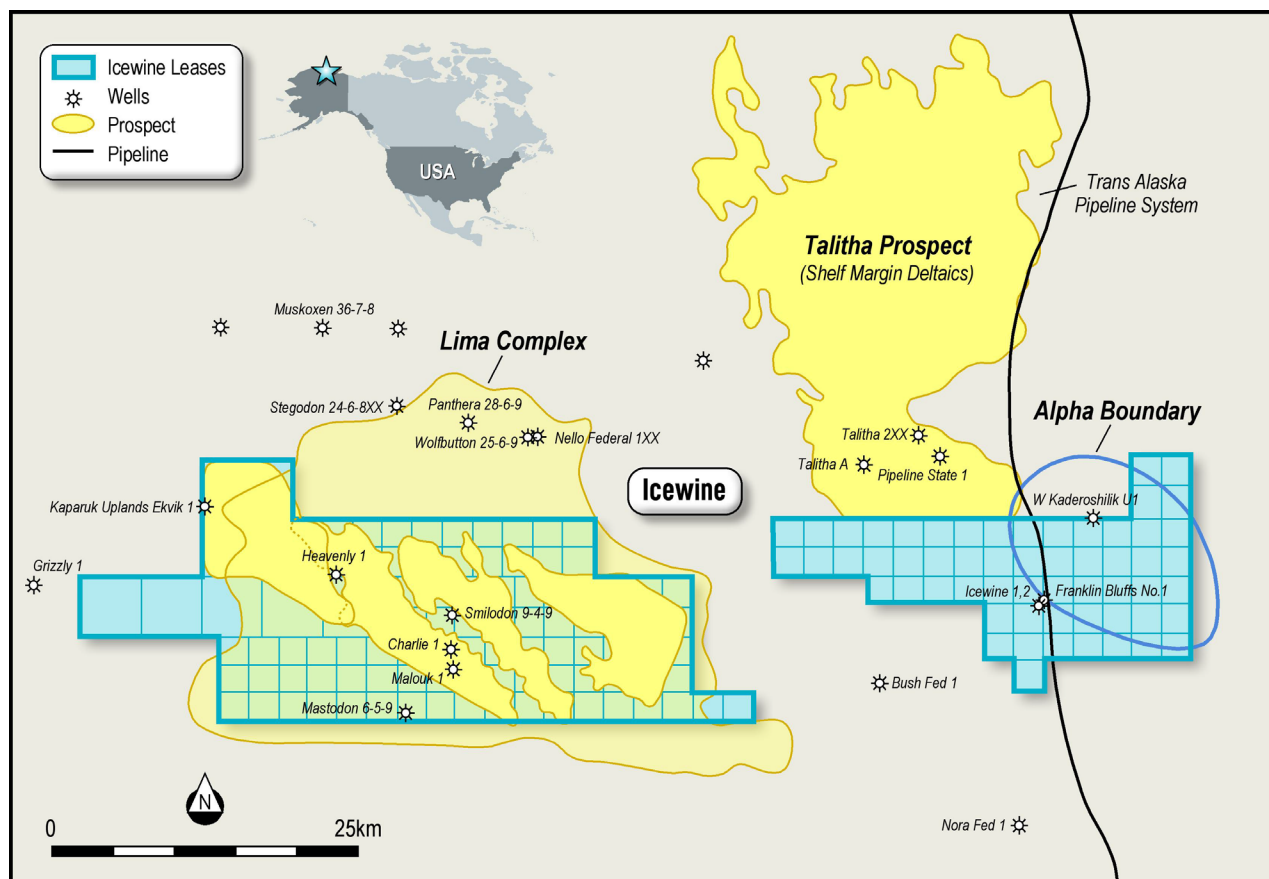 Icewine Leases
Wells
Prospect
Pipeline
USA
Trans Alaska
Pipeline System
Talitha Prospect
(Shelf Margin Deltaics)
Muskoxen 36-7-8
Lima Complex
Stegodon 24-6-8XX
Panthera 28-6-9
Wolfbutton 25-6-9
Nello Federal 1XX
Alpha Boundary
Talitha 2XX
Talitha A
Pipeline State 1
Icewine
Kaparuk Uplands Ekvik 1
W Kaderoshilik U1
Heavenly 1
Grizzly 1
Icewine 1,2
Franklin Bluffs No.1
Smilodon 9-4-9
Charlie 1
Malouk 1
Bush Fed 1
Mastodon 6-5-9
N
0
25km
Nora Fed 1